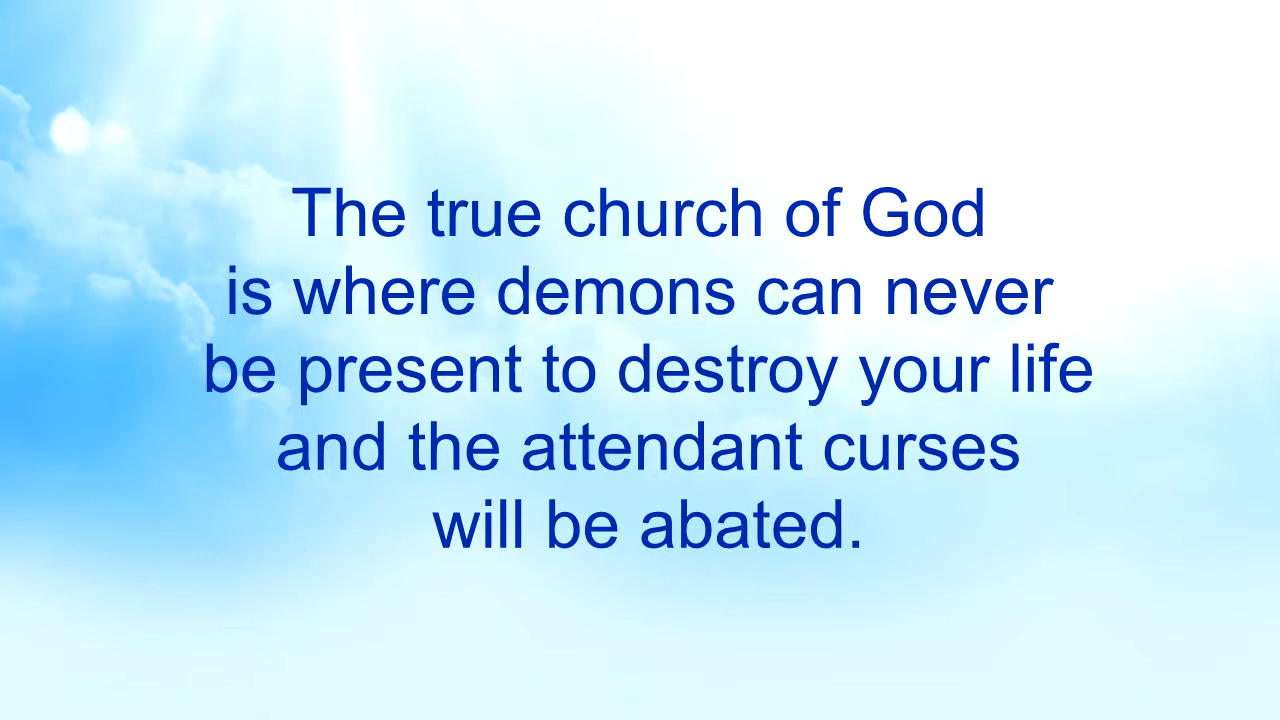 The true church of God
is where demons can never
be present to destroy your life
and the attendant curses
will be abated.